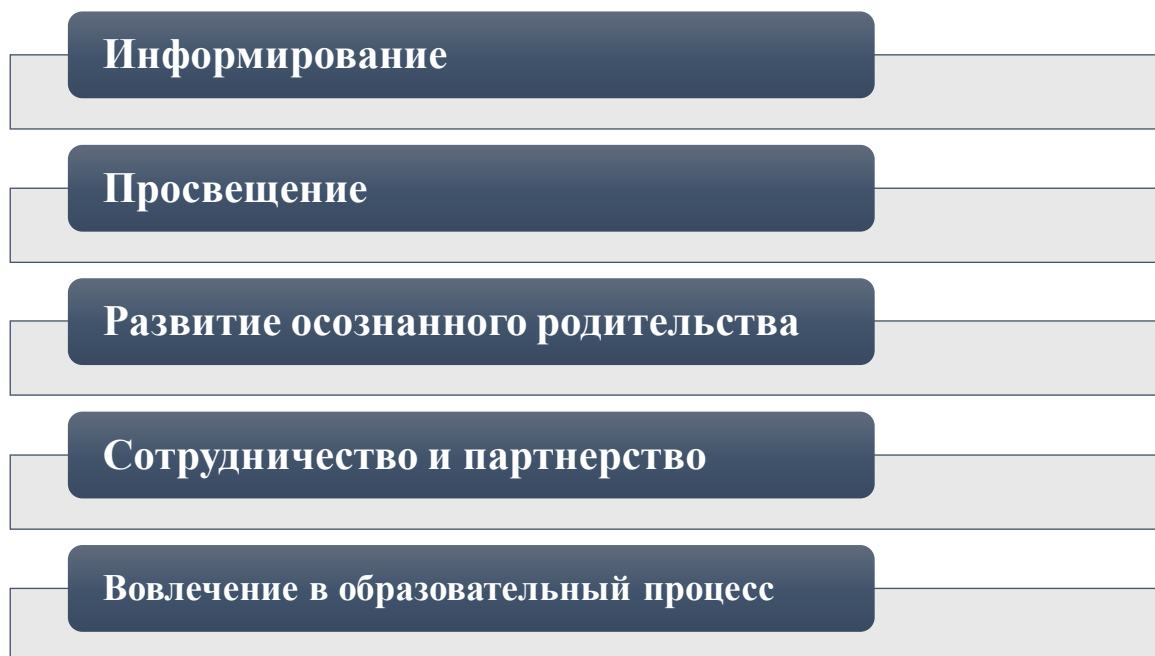 Информирование
Просвещение
Развитие осознанного родительства
Сотрудничество и партнерство
Вовлечение в образовательный процесс